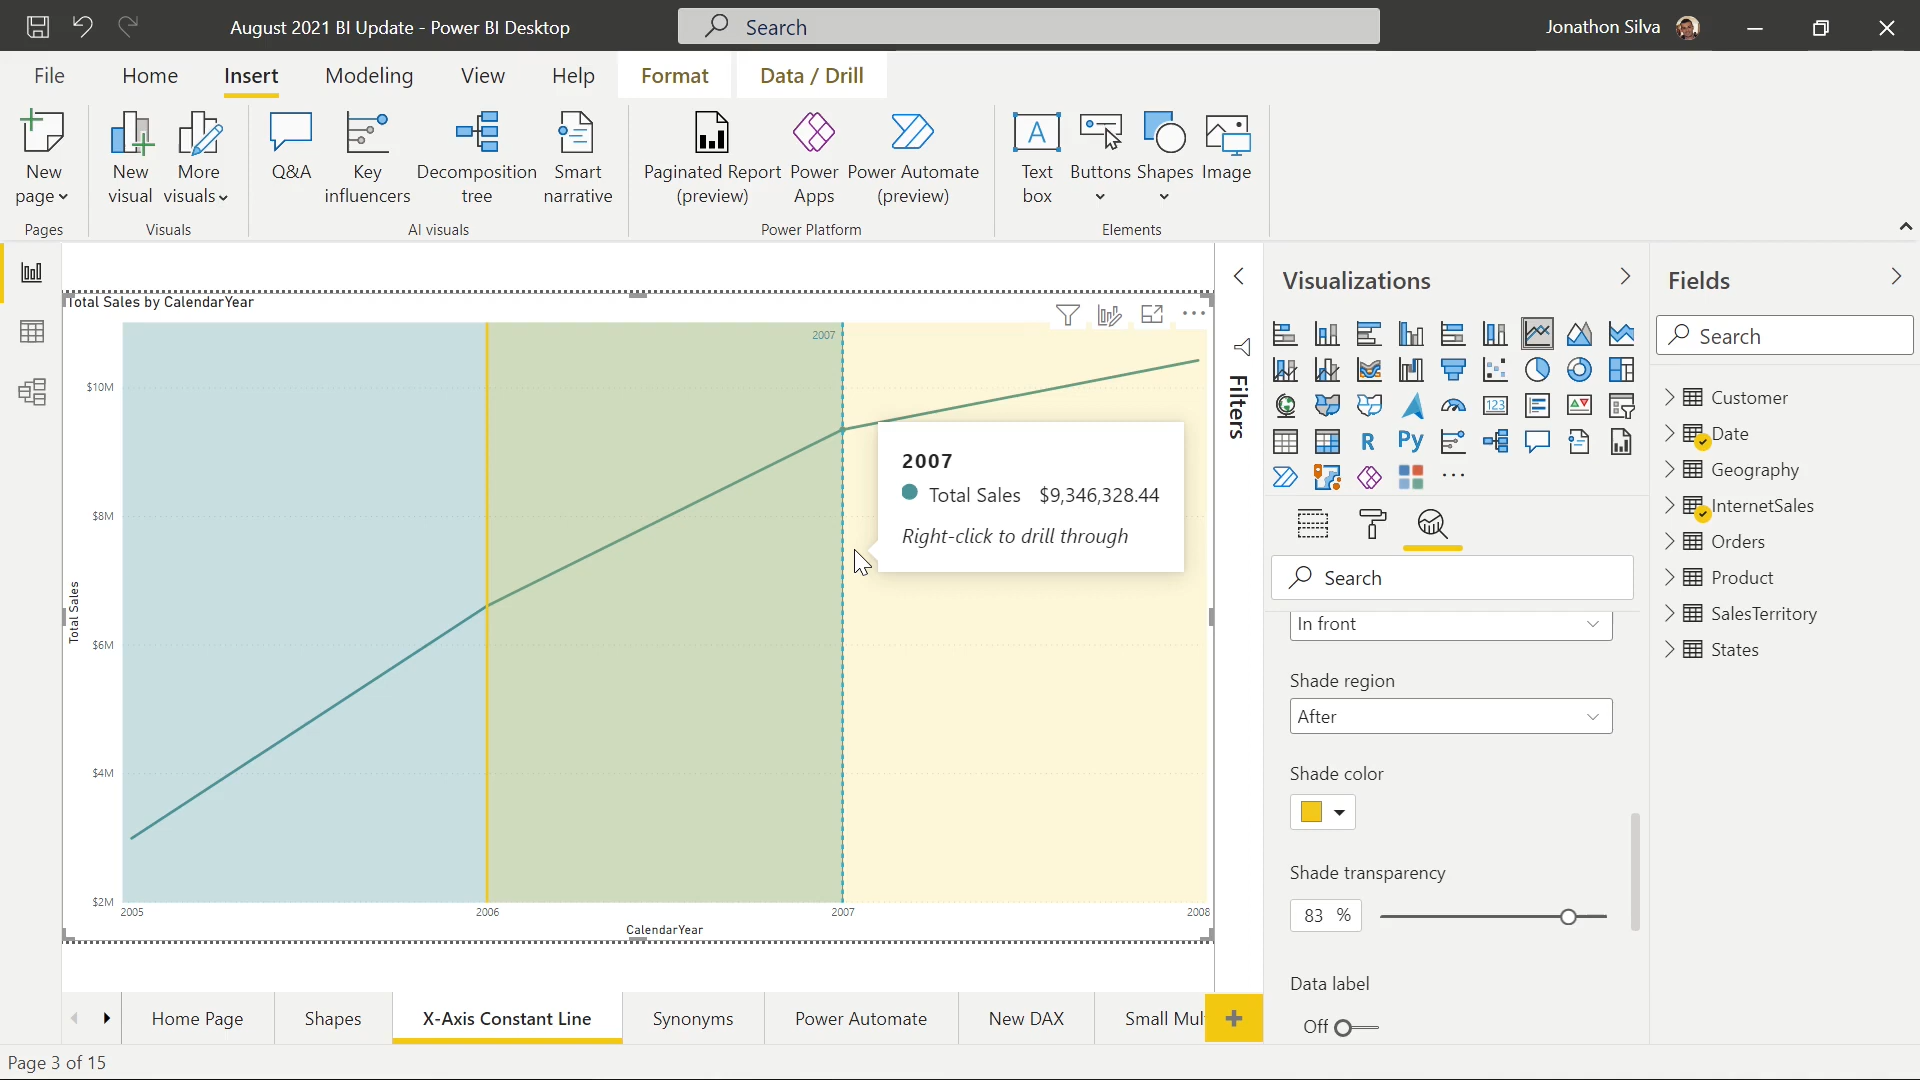 August 2021 BI Update - Power BI Desktop
Search
Jonathon Silva
File
Home
Insert
Modeling
View
Help
Format
Data / Drill
New
page
New
visual
More
visuals
Q&A
Key
influencers
Decomposition
tree
Smart
narrative
Paginated Report
(preview)
Power
Apps
Power Automate
(preview)
A
Text
box
Buttons
Shapes
Image
Pages
Visuals
AI visuals
Power Platform
Elements
Total Sales by CalendarYear
2007
$10M
$8M
$6M
$4M
$2M
Total Sales
2005
2006
2007
2008
CalendarYear
2007
Total Sales $9,346,328.44
Right-click to drill through
Filters
Visualizations
123
R
Py
Search
In front
Shade region
After
Shade color
Shade transparency
83 %
Data label
Off
Fields
Search
Customer
Date
Geography
InternetSales
Orders
Product
SalesTerritory
States
Home Page
Shapes
X-Axis Constant Line
Synonyms
Power Automate
New DAX
Small Mul
Page 3 of 15